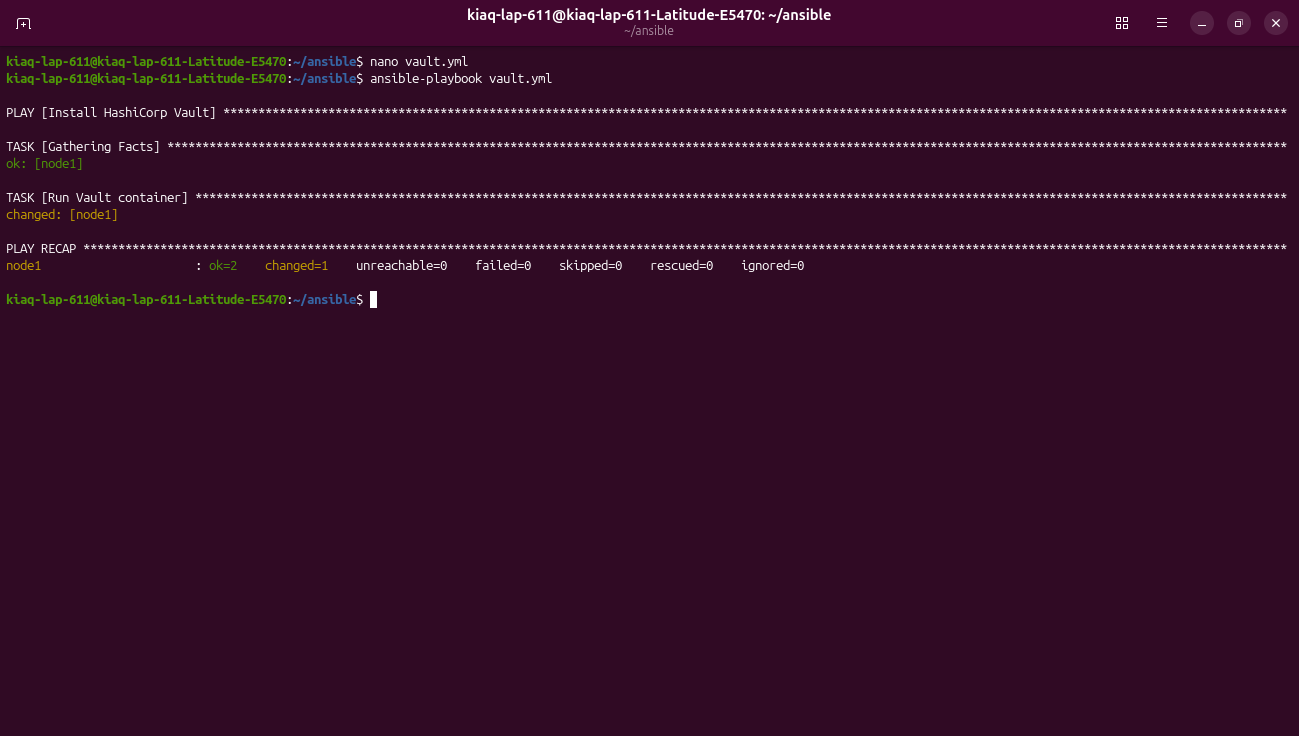 kiaq-lap-611@kiaq-lap-611-Latitude-E5470: ~/ansible
~/ansible
kiaq-lap-611@kiaq-lap-611-Latitude-E5470:~/ansible$ nano vault.yml
kiaq-lap-611@kiaq-lap-611-Latitude-E5470:~/ansible$ ansible-playbook vault.yml
PLAY [Install HashiCorp Vault] ********************************************************************************************************************************************************
TASK [Gathering Facts] ****************************************************************************************************************************************************************
ok: [node1]
TASK [Run Vault container] ************************************************************************************************************************************************************
changed: [node1]
PLAY RECAP ****************************************************************************************************************************************************************************
node1                      : ok=2    changed=1    unreachable=0    failed=0    skipped=0    rescued=0    ignored=0
kiaq-lap-611@kiaq-lap-611-Latitude-E5470:~/ansible$